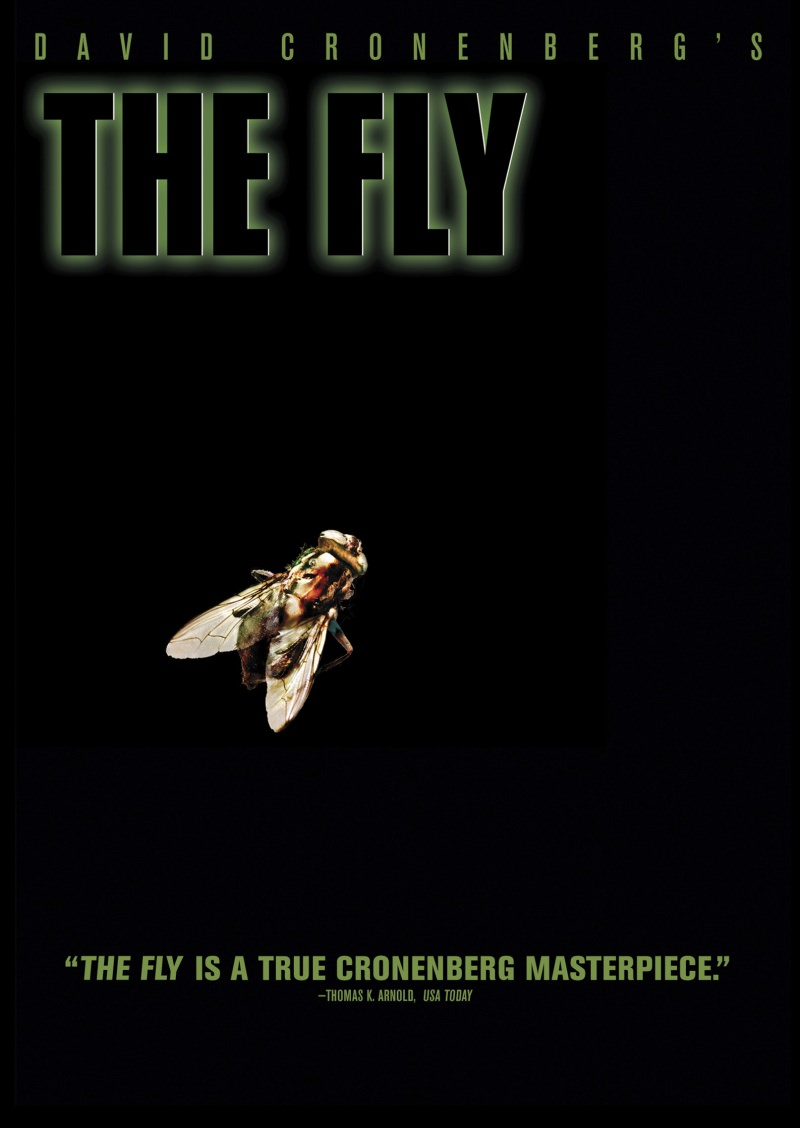 DAVID CRONENBERG'S
THE FLY
“THE FLY IS A TRUE CRONENBERG MASTERPIECE.”
–THOMAS K. ARNOLD, USA TODAY